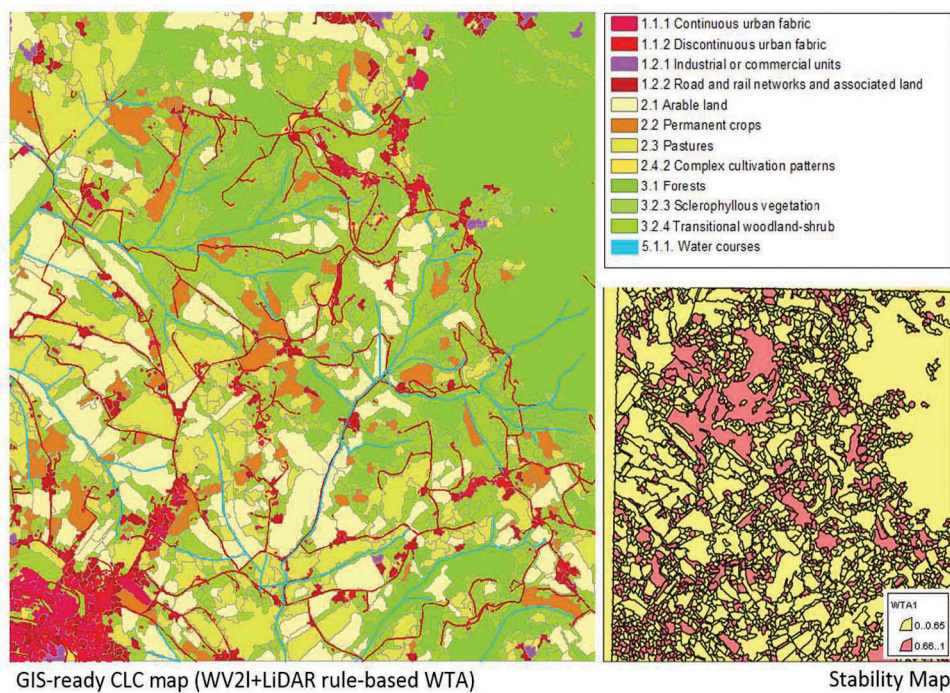 1.1.1 Continuous urban fabric
1.1.2 Discontinuous urban fabric
1.2.1 Industrial or commercial units
1.2.2 Road and rail networks and associated land
2.1 Arable land
2.2 Permanent crops
2.3 Pastures
2.4.2 Complex cultivation patterns
3.1 Forests
3.2.3 Sclerophyllous vegetation
3.2.4 Transitional woodland-shrub
5.1.1. Water courses
WTA1
0..0.65
0.66..1
GIS-ready CLC map (WV2l+LiDAR rule-based WTA)
Stability Map